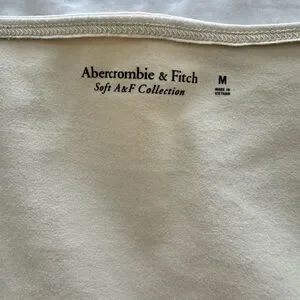 Abercrombie & Fitch
Soft A&F Collection
M
MADE IN
VIETNAM